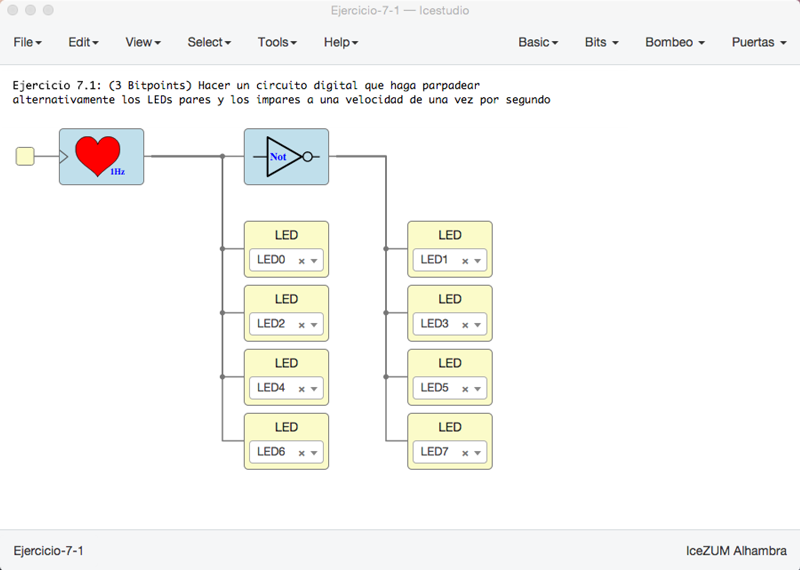 Ejercicio-7-1 — Icestudio
File Edit View Select Tools Help Basic Bits Bombeo Puertas
Ejercicio 7.1: (3 Bitpoints) Hacer un circuito digital que haga parpadear
alternativamente los LEDs pares y los impares a una velocidad de una vez por segundo
1Hz
Not
LED LED
LED0 LED1
LED LED
LED2 LED3
LED LED
LED4 LED5
LED LED
LED6 LED7
Ejercicio-7-1 IceZUM Alhambra